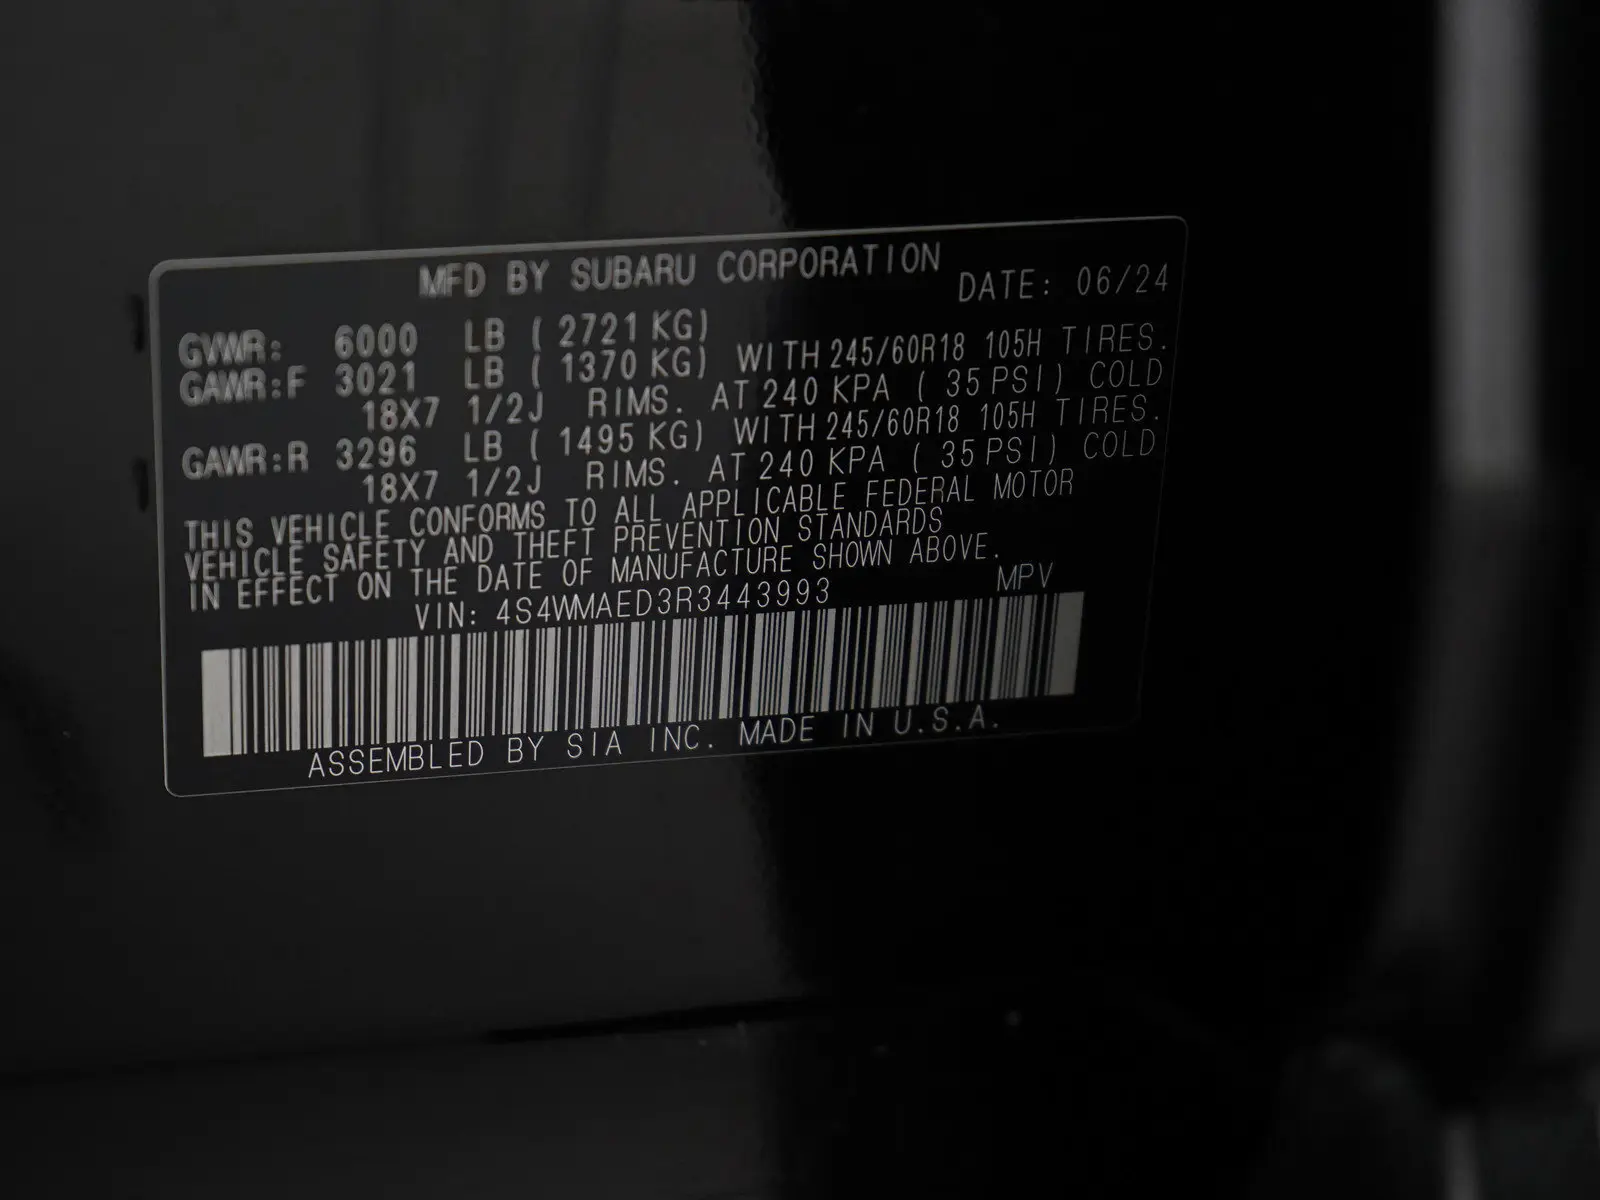 MFD BY SUBARU CORPORATION
DATE: 06/24
GVWR: 6000 LB ( 2721 KG)
GAWR:F 3021 LB ( 1370 KG) WITH 245/60R18 105H TIRES.
18X7 1/2J RIMS. AT 240 KPA ( 35 PSI) COLD
GAWR:R 3296 LB ( 1495 KG) WITH 245/60R18 105H TIRES.
18X7 1/2J RIMS. AT 240 KPA ( 35 PSI) COLD
THIS VEHICLE CONFORMS TO ALL APPLICABLE FEDERAL MOTOR
VEHICLE SAFETY AND THEFT PREVENTION STANDARDS
IN EFFECT ON THE DATE OF MANUFACTURE SHOWN ABOVE.
VIN: 4S4WMAED3R3443993 MPV
ASSEMBLED BY SIA INC. MADE IN U.S.A.